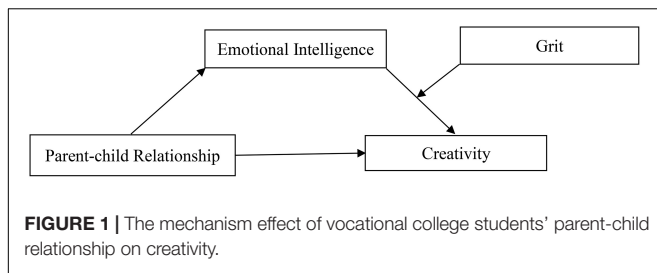 Emotional Intelligence
Grit
Parent-child Relationship
Creativity
FIGURE 1 | The mechanism effect of vocational college students' parent-child
relationship on creativity.